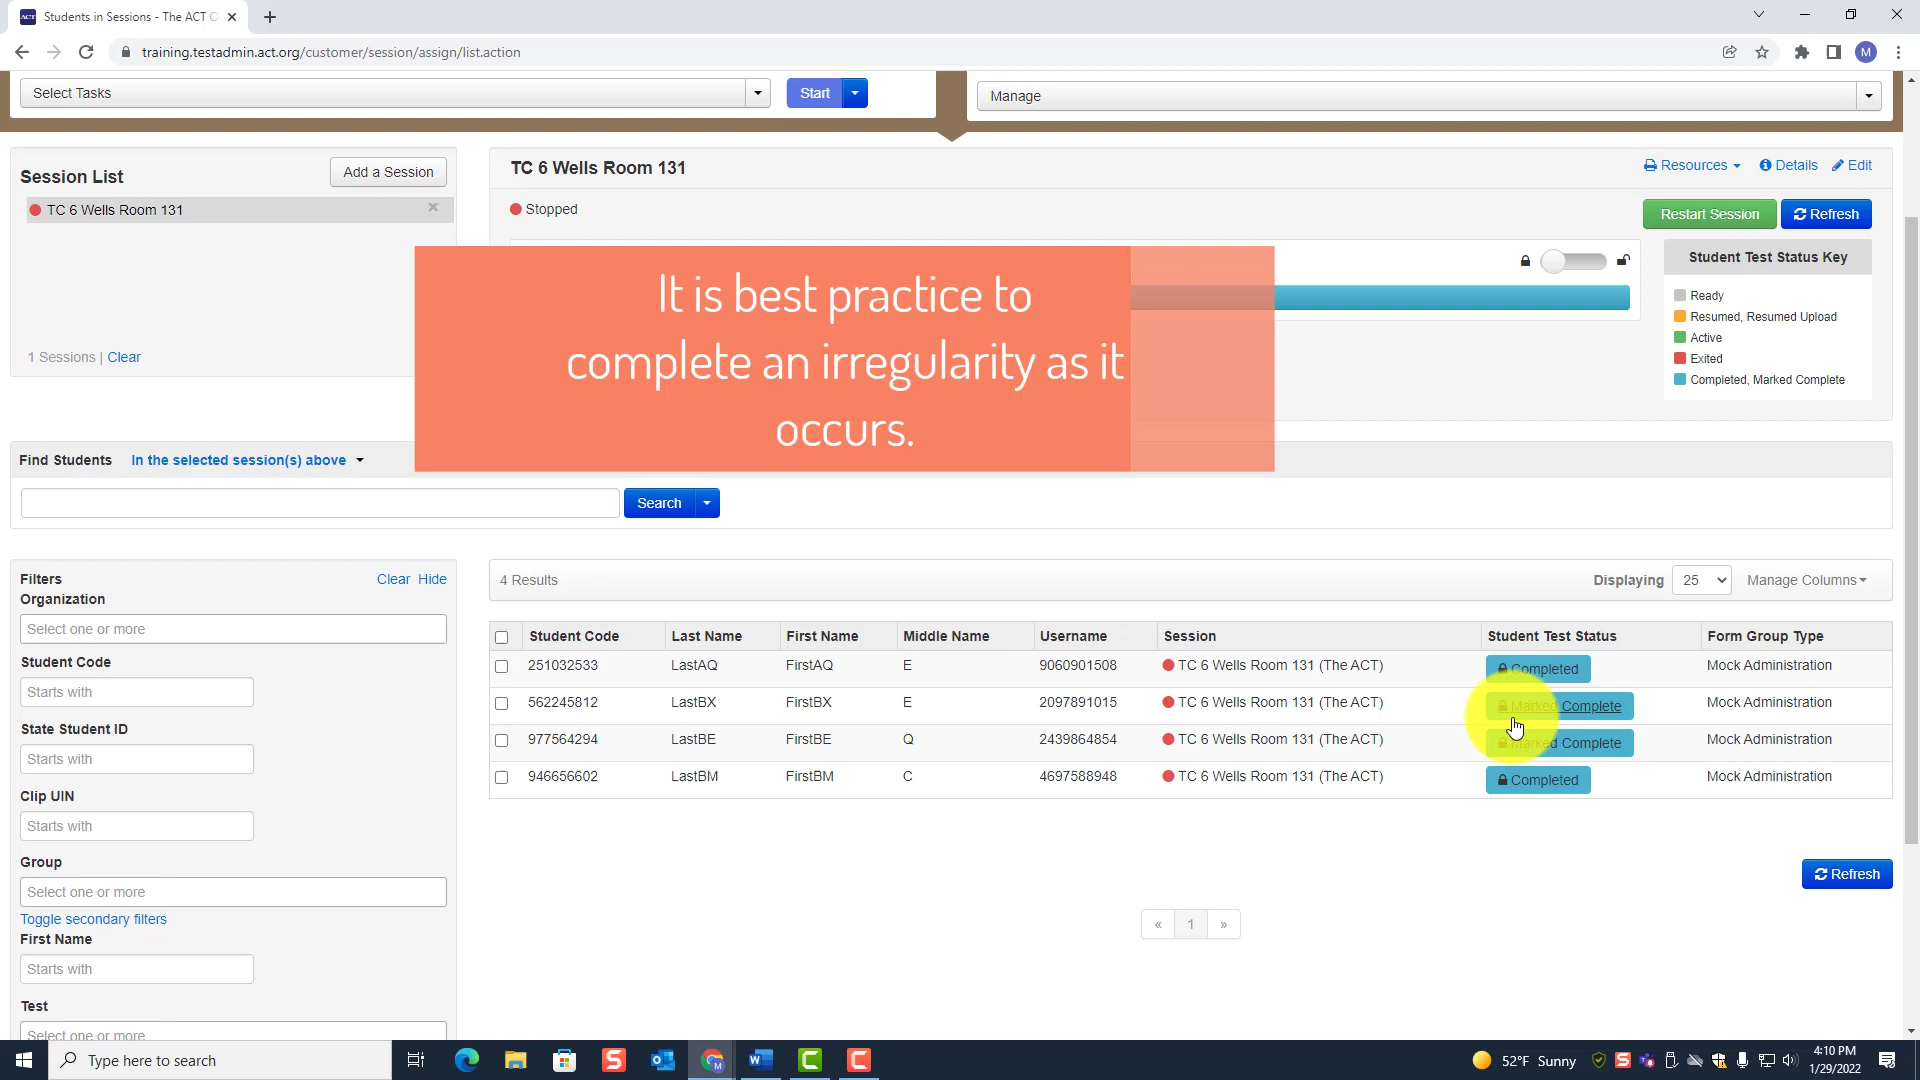 Students in Sessions - The ACT O
training.testadmin.act.org/customer/session/assign/list.action
M
Select Tasks
Start
Manage
Session List
Add a Session
TC 6 Wells Room 131
1 Sessions | Clear
TC 6 Wells Room 131
Resources
Details
Edit
Stopped
Restart Session
Refresh
Student Test Status Key
Ready
Resumed, Resumed Upload
Active
Exited
Completed, Marked Complete
It is best practice to
complete an irregularity as it
occurs.
Find Students In the selected session(s) above
Search
Filters Clear Hide
Organization
Select one or more
Student Code
Starts with
State Student ID
Starts with
Clip UIN
Starts with
Group
Select one or more
Toggle secondary filters
First Name
Starts with
Test
Select one or more
4 Results Displaying 25 Manage Columns
Student Code Last Name First Name Middle Name Username Session Student Test Status Form Group Type
251032533 LastAQ FirstAQ E 9060901508 TC 6 Wells Room 131 (The ACT) Completed Mock Administration
562245812 LastBX FirstBX E 2097891015 TC 6 Wells Room 131 (The ACT) Marked Complete Mock Administration
977564294 LastBE FirstBE Q 2439864854 TC 6 Wells Room 131 (The ACT) Marked Complete Mock Administration
946656602 LastBM FirstBM C 4697588948 TC 6 Wells Room 131 (The ACT) Completed Mock Administration
Refresh
« 1 »
Type here to search
52°F Sunny
4:10 PM
1/29/2022